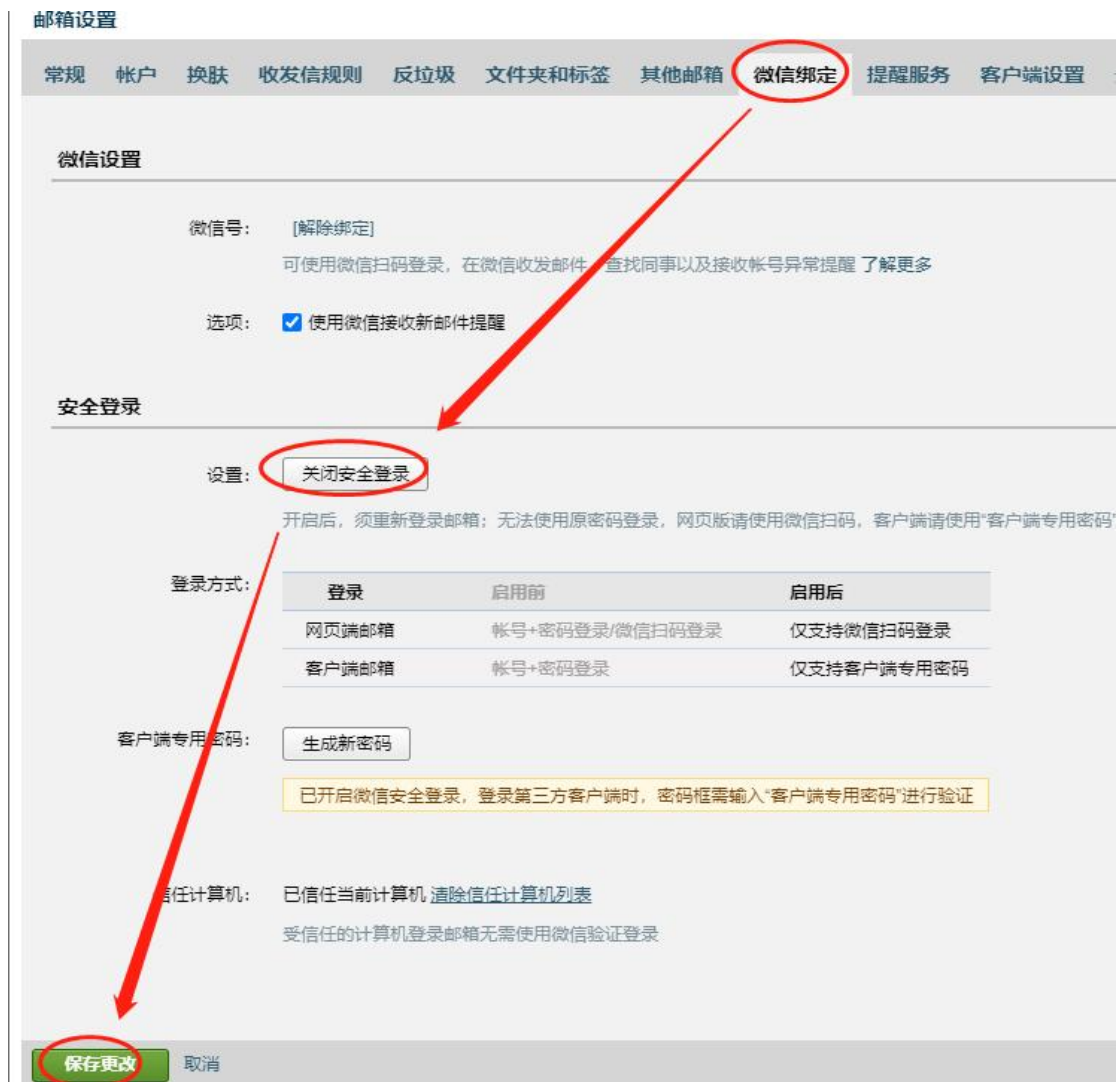 邮箱设置
常规 帐户 换肤 收发信规则 反垃圾 文件夹和标签 其他邮箱 微信绑定 提醒服务 客户端设置
微信设置
微信号： [解除绑定]
可使用微信扫码登录，在微信收发邮件、查找同事以及接收帐号异常提醒 了解更多
选项： 使用微信接收新邮件提醒
安全登录
设置： 关闭安全登录
开启后，须重新登录邮箱；无法使用原密码登录，网页版请使用微信扫码，客户端请使用“客户端专用密码”
登录方式：
登录 启用前 启用后
网页端邮箱 帐号+密码登录/微信扫码登录 仅支持微信扫码登录
客户端邮箱 帐号+密码登录 仅支持客户端专用密码
客户端专用密码： 生成新密码
已开启微信安全登录，登录第三方客户端时，密码框需输入“客户端专用密码”进行验证
信任计算机： 已信任当前计算机 清除信任计算机列表
受信任的计算机登录邮箱无需使用微信验证登录
保存更改 取消